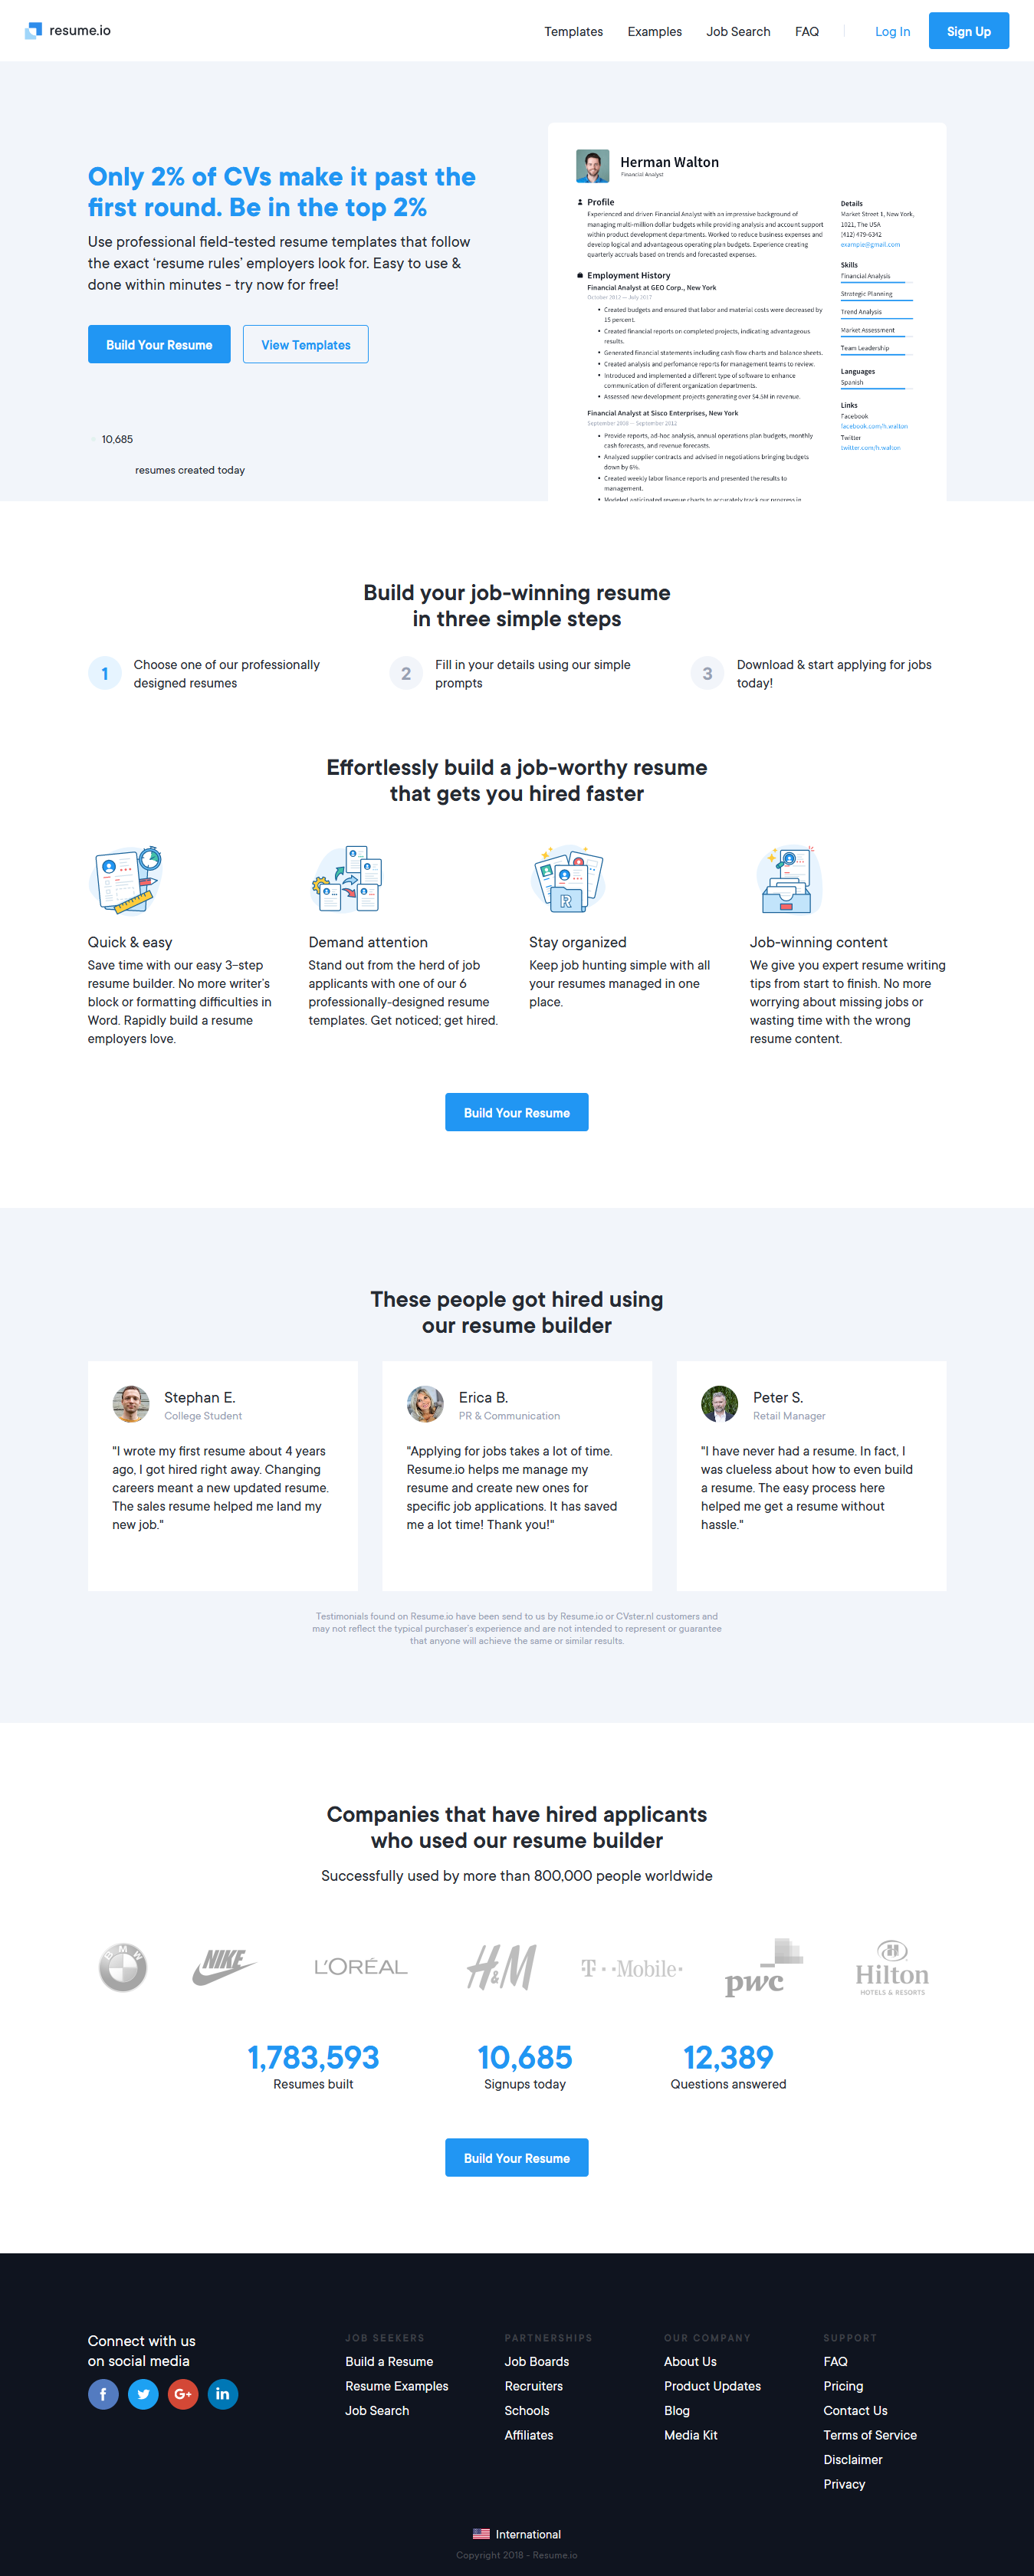 resume.io
Templates
Examples
Job Search
FAQ
Log In
Sign Up
Only 2% of CVs make it past the
first round. Be in the top 2%
Use professional field-tested resume templates that follow
the exact ‘resume rules’ employers look for. Easy to use &
done within minutes - try now for free!
Build Your Resume
View Templates
10,685
resumes created today
Herman Walton
Financial Analyst
Profile
Experienced and driven Financial Analyst with an impressive background of
managing multi-million dollar budgets while providing analysis and account support
within product development departments. Worked to reduce business expenses and
develop logical and advantageous operating plan budgets. Experience creating
quarterly accruals based on trends and forecasted expenses.
Employment History
Financial Analyst at GEO Corp., New York
October 2012 — July 2017
• Created budgets and ensured that labor and material costs were decreased by
15 percent.
• Created financial reports on completed projects, indicating advantageous
results.
• Generated financial statements including cash flow charts and balance sheets.
• Created analysis and perfomance reports for management teams to review.
• Introduced and implemented a different type of software to enhance
communication of different organization departments.
• Assessed new development projects generating over $4.5M in revenue.
Financial Analyst at Sisco Enterprises, New York
September 2008 — September 2012
• Provide reports, ad-hoc analysis, annual operations plan budgets, monthly
cash forecasts, and revenue forecasts.
• Analyzed supplier contracts and advised in negotiations bringing budgets
down by 6%.
• Created weekly labor finance reports and presented the results to
management.
• Modeled anticipated revenue charts to accurately track our progress in
Details
Market Street 1, New York,
1021, The USA
(412) 479-6342
example@gmail.com
Skills
Financial Analysis
Strategic Planning
Trend Analysis
Market Assessment
Team Leadership
Languages
Spanish
Links
Facebook
facebook.com/h.walton
Twitter
twitter.com/h.walton
Build your job-winning resume
in three simple steps
1
Choose one of our professionally
designed resumes
2
Fill in your details using our simple
prompts
3
Download & start applying for jobs
today!
Effortlessly build a job-worthy resume
that gets you hired faster
R
Quick & easy
Save time with our easy 3-step
resume builder. No more writer’s
block or formatting difficulties in
Word. Rapidly build a resume
employers love.
Demand attention
Stand out from the herd of job
applicants with one of our 6
professionally-designed resume
templates. Get noticed; get hired.
Stay organized
Keep job hunting simple with all
your resumes managed in one
place.
Job-winning content
We give you expert resume writing
tips from start to finish. No more
worrying about missing jobs or
wasting time with the wrong
resume content.
Build Your Resume
These people got hired using
our resume builder
Stephan E.
College Student
"I wrote my first resume about 4 years
ago, I got hired right away. Changing
careers meant a new updated resume.
The sales resume helped me land my
new job."
Erica B.
PR & Communication
"Applying for jobs takes a lot of time.
Resume.io helps me manage my
resume and create new ones for
specific job applications. It has saved
me a lot time! Thank you!"
Peter S.
Retail Manager
"I have never had a resume. In fact, I
was clueless about how to even build
a resume. The easy process here
helped me get a resume without
hassle."
Testimonials found on Resume.io have been send to us by Resume.io or CVster.nl customers and
may not reflect the typical purchaser’s experience and are not intended to represent or guarantee
that anyone will achieve the same or similar results.
Companies that have hired applicants
who used our resume builder
Successfully used by more than 800,000 people worldwide
BMW
NIKE
L'ORÉAL
H&M
T··Mobile·
pwc
H
Hilton
HOTELS & RESORTS
1,783,593
Resumes built
10,685
Signups today
12,389
Questions answered
Build Your Resume
Connect with us
on social media
f
G+
in
JOB SEEKERS
Build a Resume
Resume Examples
Job Search
PARTNERSHIPS
Job Boards
Recruiters
Schools
Affiliates
OUR COMPANY
About Us
Product Updates
Blog
Media Kit
SUPPORT
FAQ
Pricing
Contact Us
Terms of Service
Disclaimer
Privacy
International
Copyright 2018 - Resume.io